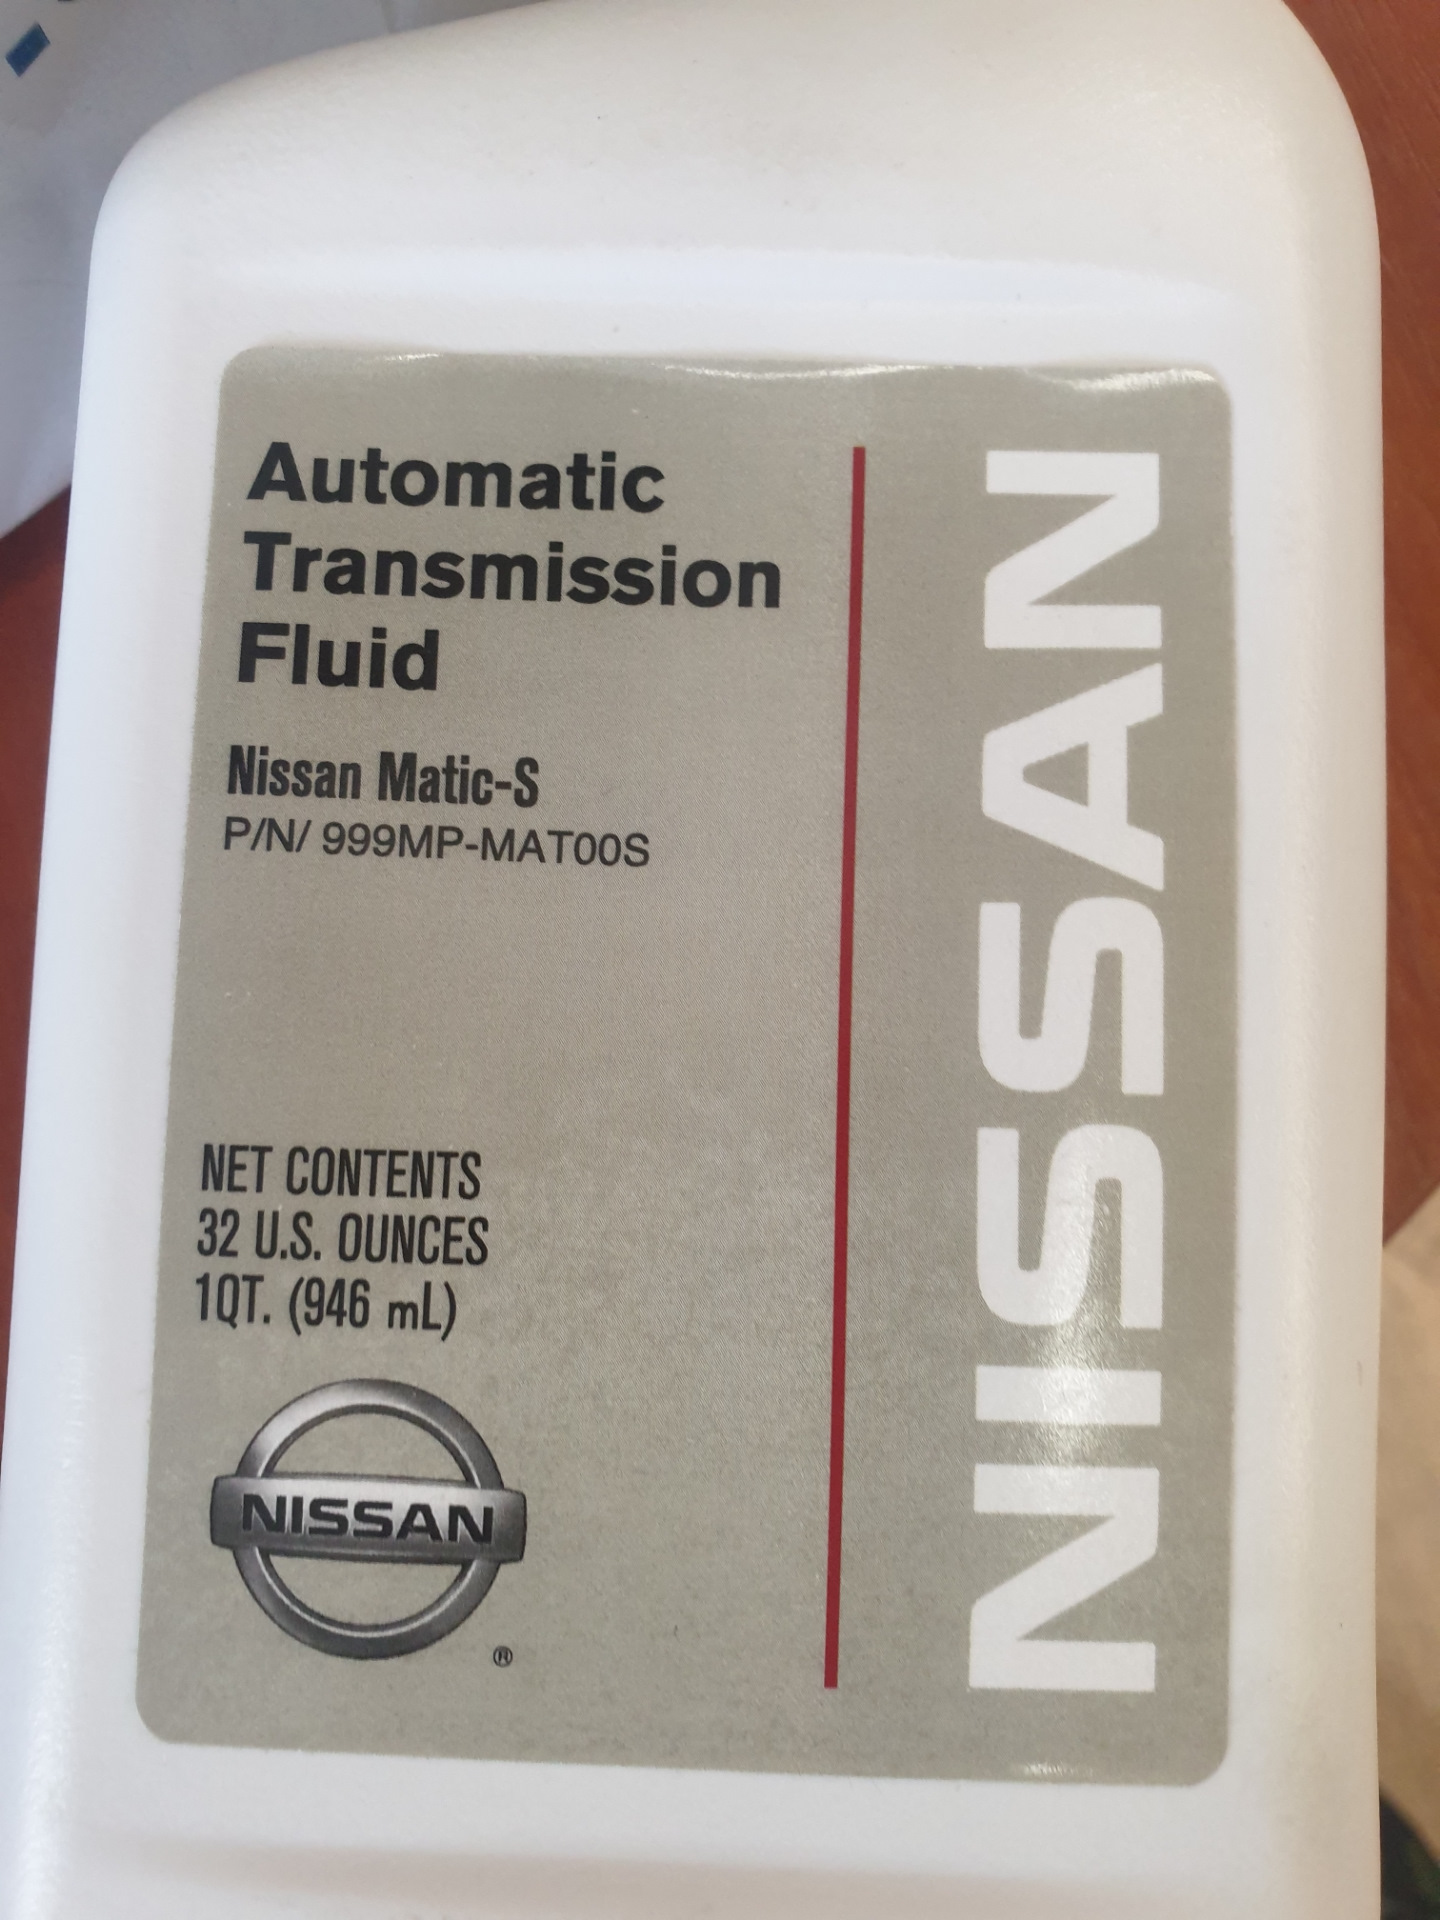 Automatic
Transmission
Fluid
Nissan Matic-S
P/N/ 999MP-MAT00S
NET CONTENTS
32 U.S. OUNCES
1QT. (946 mL)
NISSAN
®
NISSAN